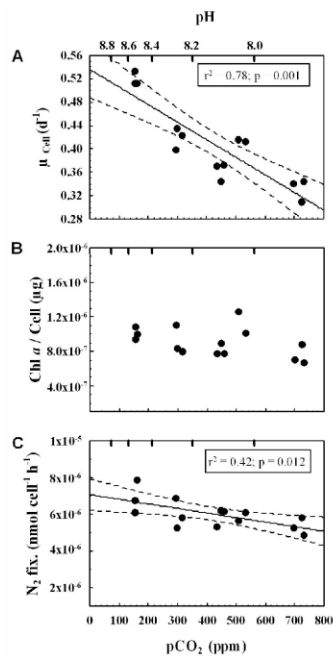 pH
8.8 8.6 8.4 8.2 8.0
A
r² 0.78; p 0.001
0.56
0.52
0.48
0.44
0.40
0.36
0.32
0.28
μ Cell (d⁻¹)
B
2.0x10⁻⁶
1.6x10⁻⁶
1.2x10⁻⁶
8.0x10⁻⁷
4.0x10⁻⁷
Chl a / Cell (μg)
C
r² = 0.42; p = 0.012
1x10⁻⁵
8x10⁻⁶
6x10⁻⁶
4x10⁻⁶
2x10⁻⁶
N₂ fix. (nmol cell⁻¹ h⁻¹)
0 100 200 300 400 500 600 700 800
pCO₂ (ppm)